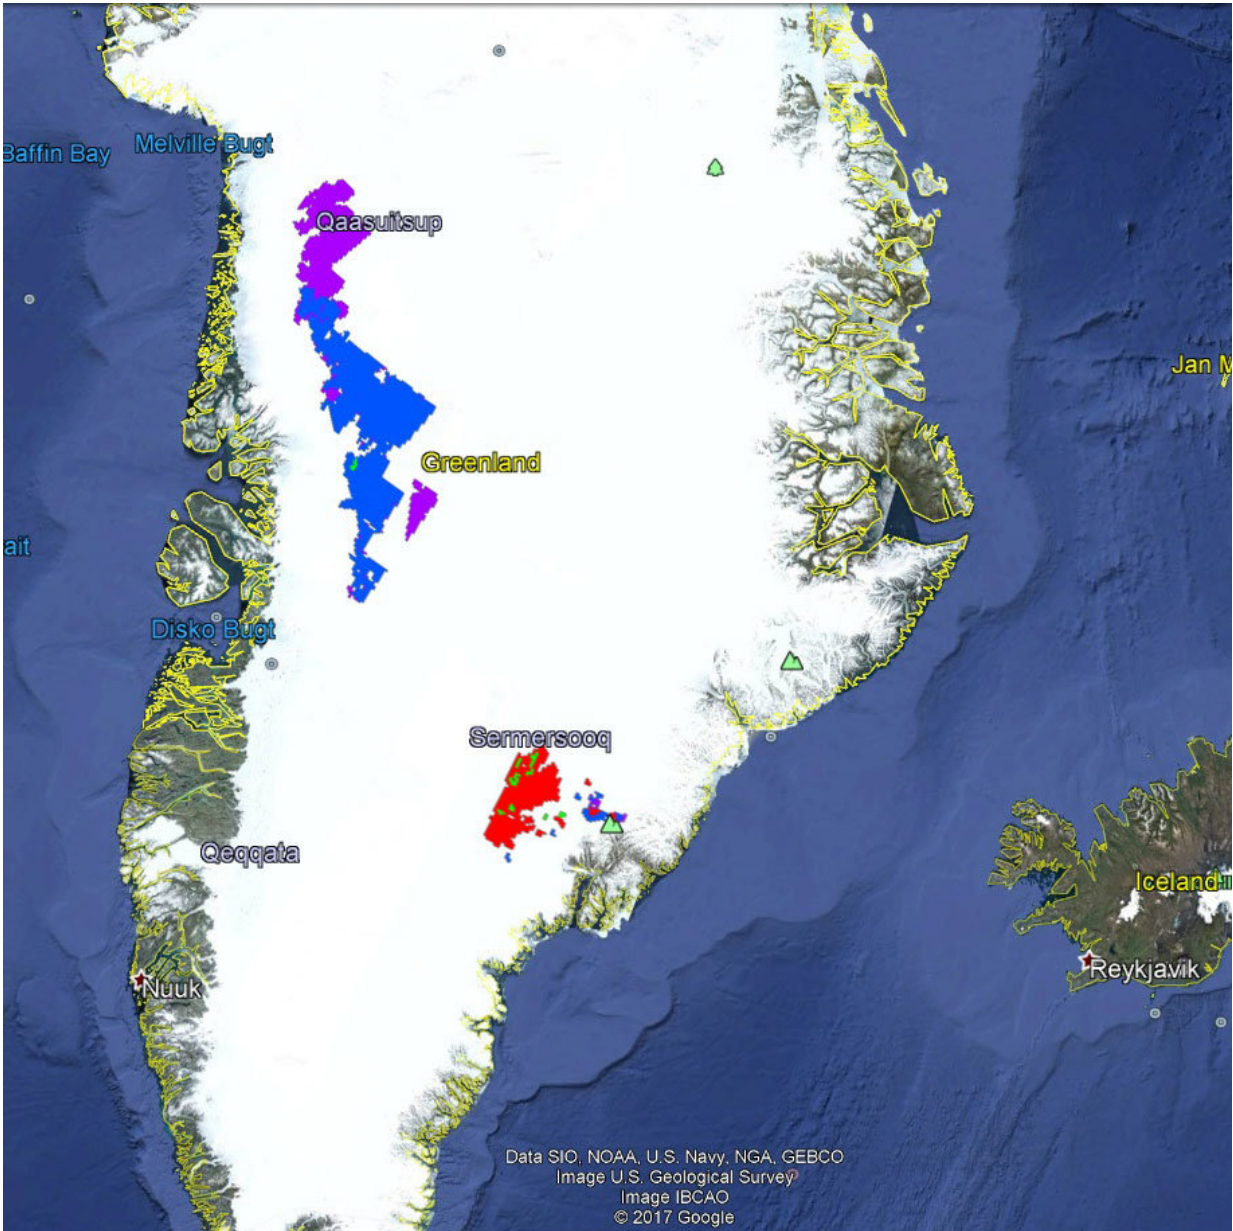 Melville Bugt
Baffin Bay
Qaasuitsup
Jan M
Greenland
ait
Disko Bugt
Sermersooq
Qeqqata
Iceland
Reykjavik
Nuuk
Data SIO, NOAA, U.S. Navy, NGA, GEBCO
Image U.S. Geological Survey
Image IBCAO
© 2017 Google